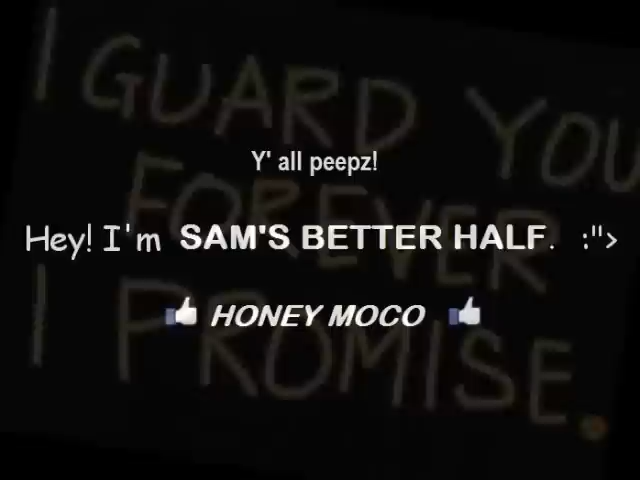 I GUARD YOU
FOREVER
I PROMISE.
Y' all peepz!
Hey! I'm SAM'S BETTER HALF. :">
HONEY MOCO